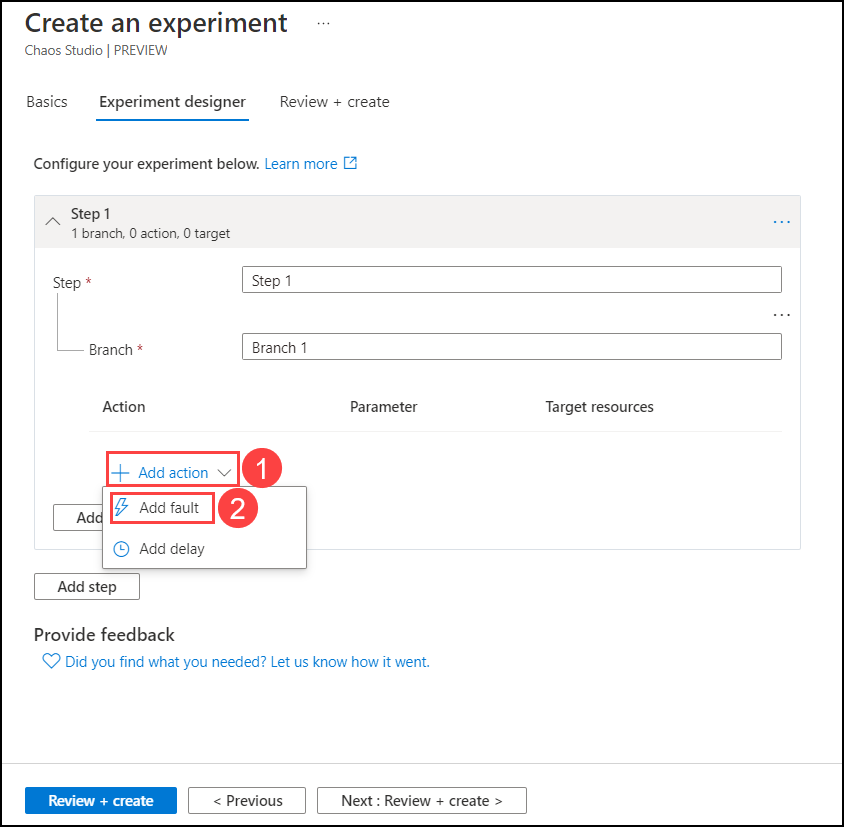 Create an experiment ...
Chaos Studio | PREVIEW
Basics Experiment designer Review + create
Configure your experiment below. Learn more
Step 1
1 branch, 0 action, 0 target
...
Step * Step 1
...
Branch * Branch 1
Action Parameter Target resources
Add action 1
Add fault 2
Add
Add delay
Add step
Provide feedback
Did you find what you needed? Let us know how it went.
Review + create < Previous Next : Review + create >